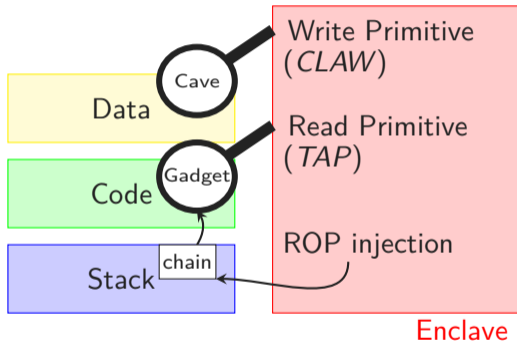 Write Primitive
(CLAW)
Cave
Data
Read Primitive
(TAP)
Gadget
Code
ROP injection
chain
Stack
Enclave